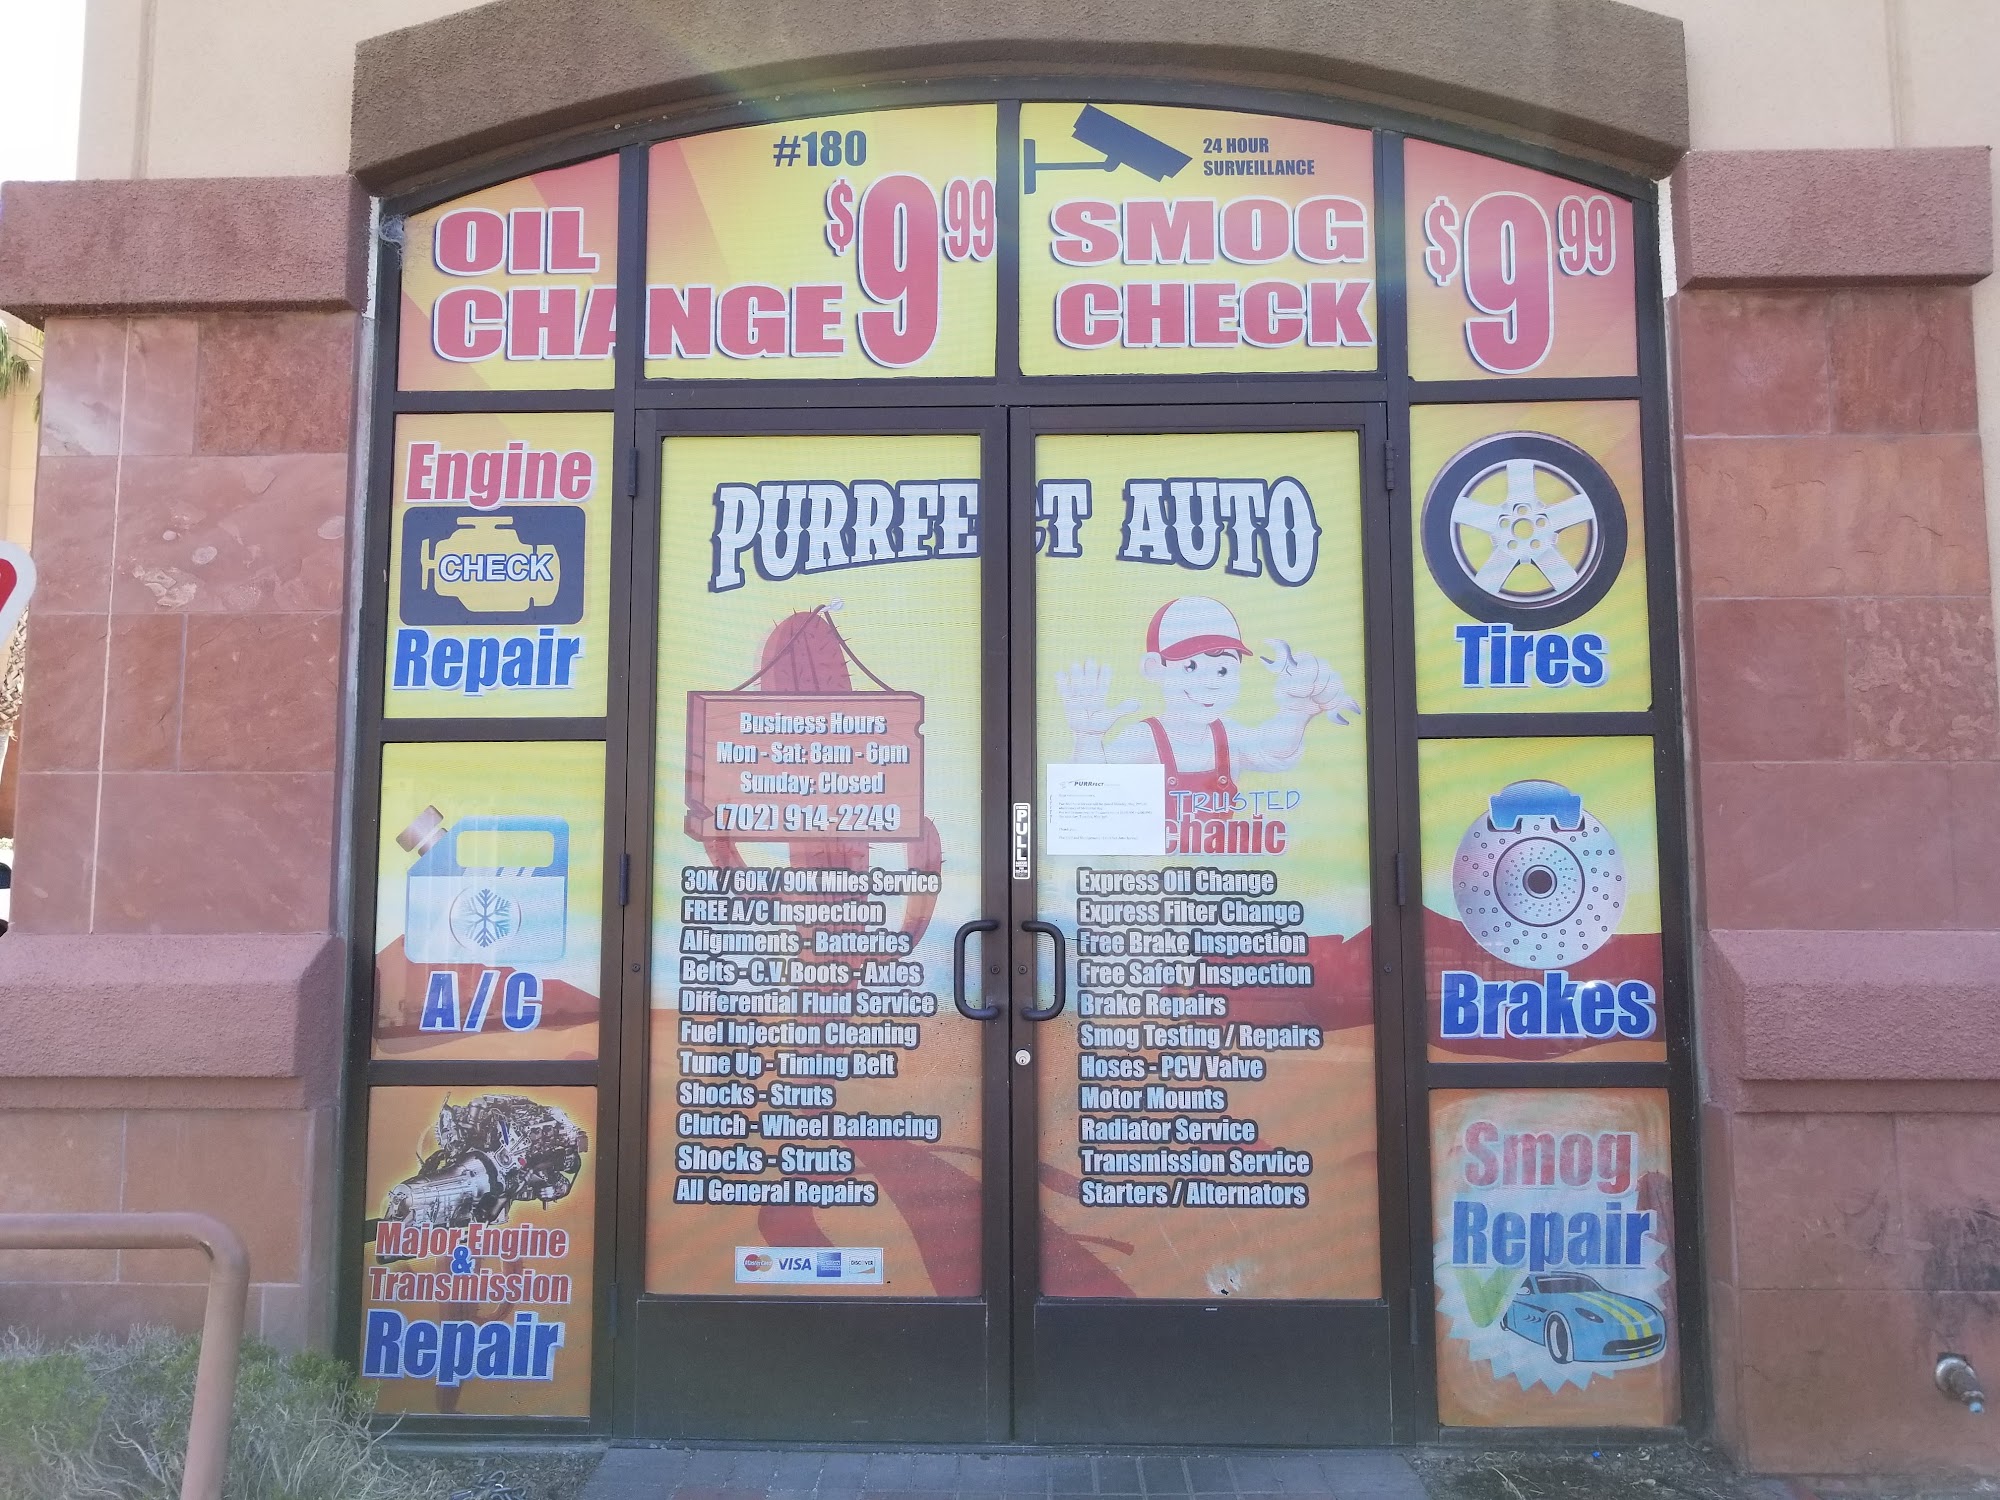 #180
24 HOUR
SURVEILLANCE
OIL
CHANGE
$9 99
SMOG
CHECK
$9 99
Engine
CHECK
Repair
A/C
Major Engine
&
Transmission
Repair
PURRFECT AUTO
Business Hours
Mon - Sat: 8am - 6pm
Sunday: Closed
(702) 914-2249
30K / 60K / 90K Miles Service
FREE A/C Inspection
Alignments - Batteries
Belts - C.V. Boots - Axles
Differential Fluid Service
Fuel Injection Cleaning
Tune Up - Timing Belt
Shocks - Struts
Clutch - Wheel Balancing
Shocks - Struts
All General Repairs
MasterCard VISA AMERICAN EXPRESS DISCOVER
PULL
PURRFECT
TRUSTED
chanic
Express Oil Change
Express Filter Change
Free Brake Inspection
Free Safety Inspection
Brake Repairs
Smog Testing / Repairs
Hoses - PCV Valve
Motor Mounts
Radiator Service
Transmission Service
Starters / Alternators
Tires
Brakes
Smog
Repair